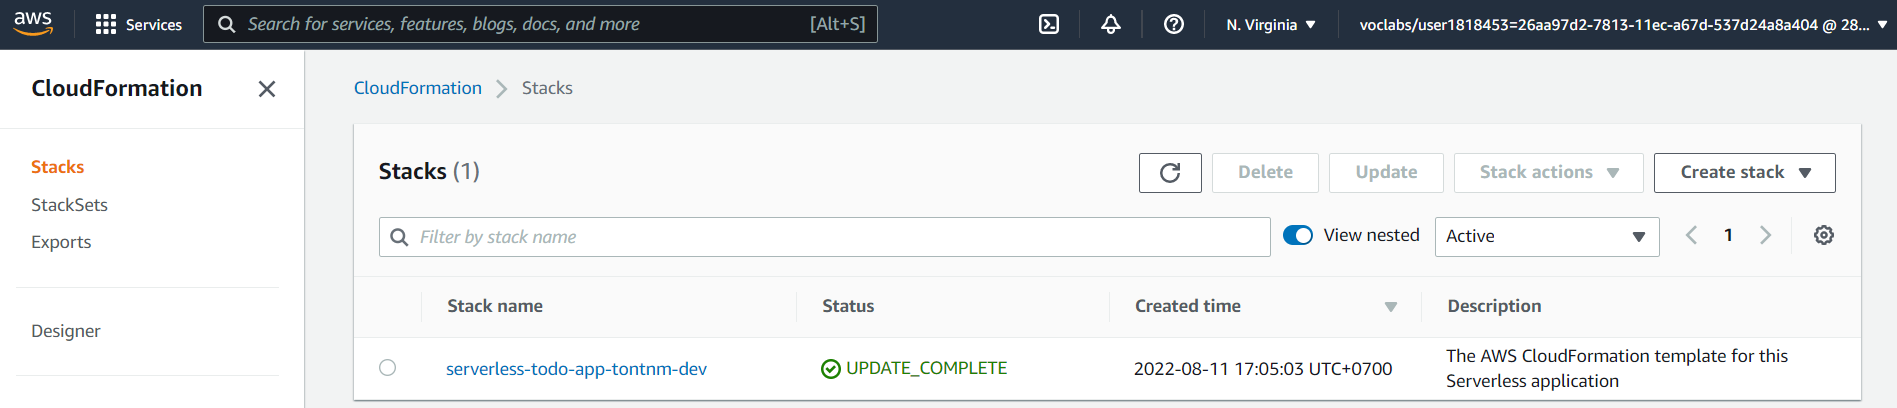 aws
Services
Search for services, features, blogs, docs, and more
[Alt+S]
N. Virginia
voclabs/user1818453=26aa97d2-7813-11ec-a67d-537d24a8a404 @ 28...
CloudFormation
Stacks
StackSets
Exports
Designer
CloudFormation
Stacks
Stacks (1)
Delete
Update
Stack actions
Create stack
Filter by stack name
View nested
Active
1
Stack name
Status
Created time
Description
serverless-todo-app-tontnm-dev
UPDATE_COMPLETE
2022-08-11 17:05:03 UTC+0700
The AWS CloudFormation template for this
Serverless application